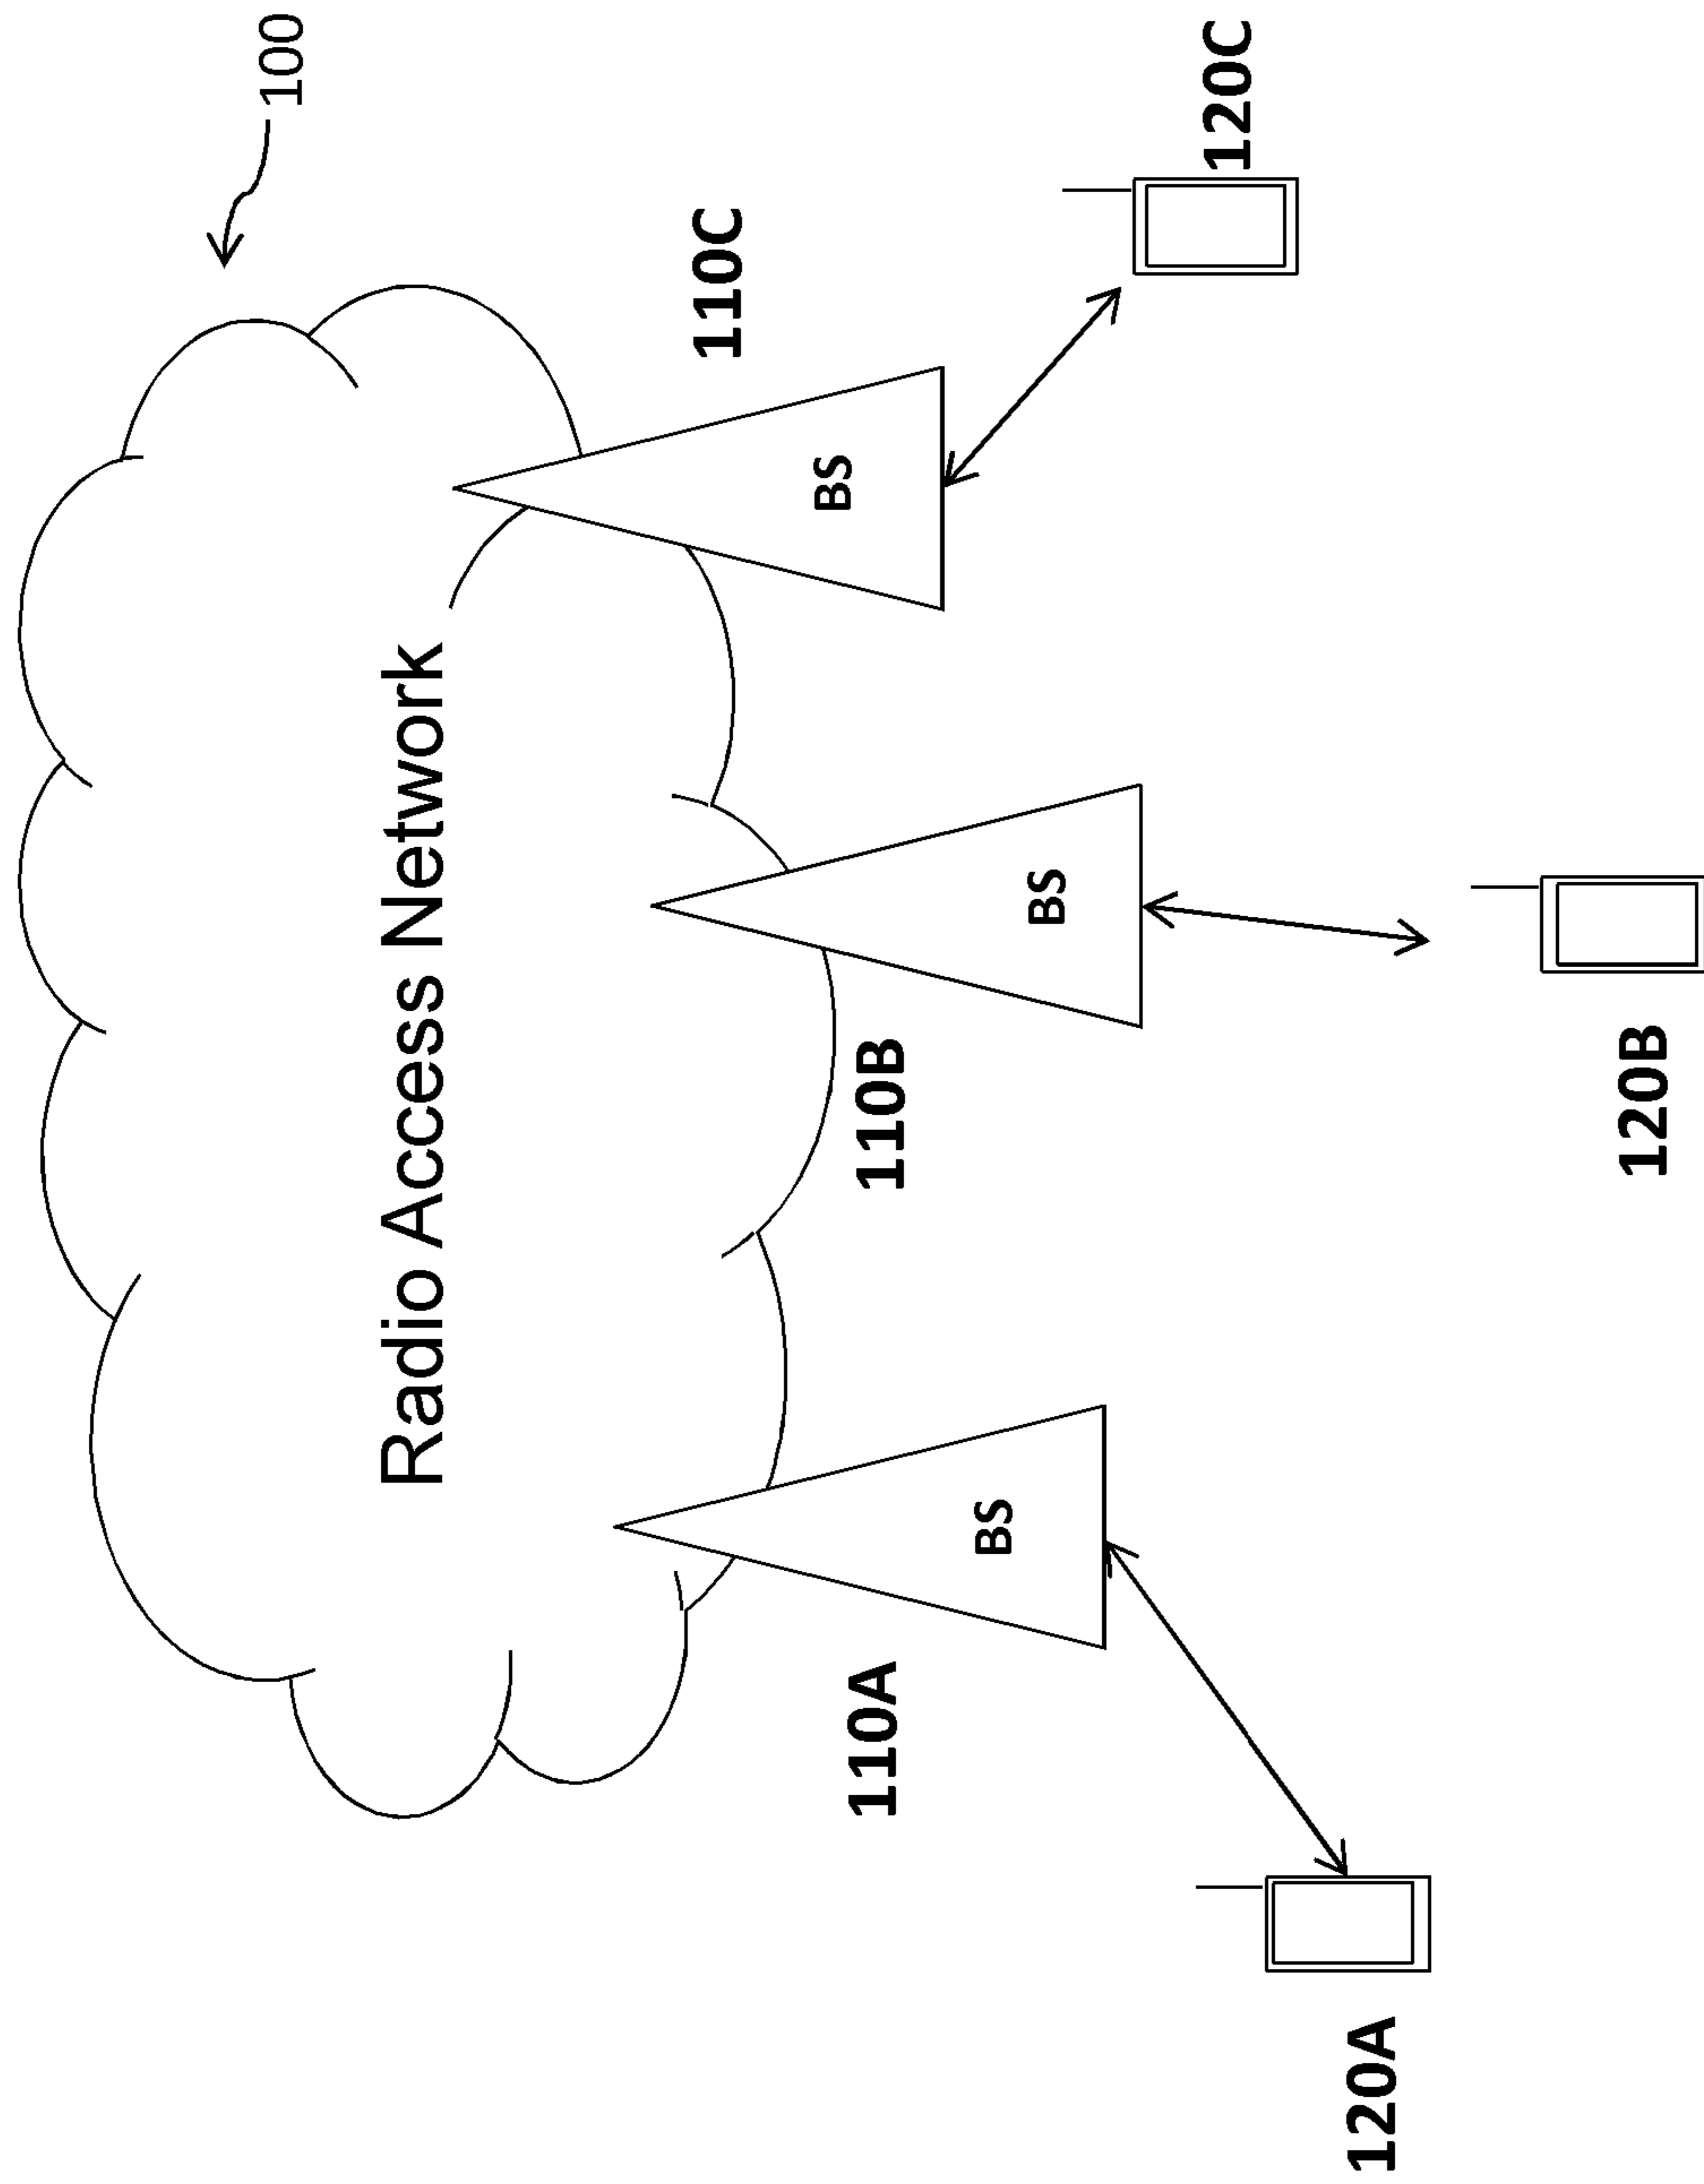 100
Radio Access Network
110C
BS
120C
110B
BS
110A
BS
120B
120A